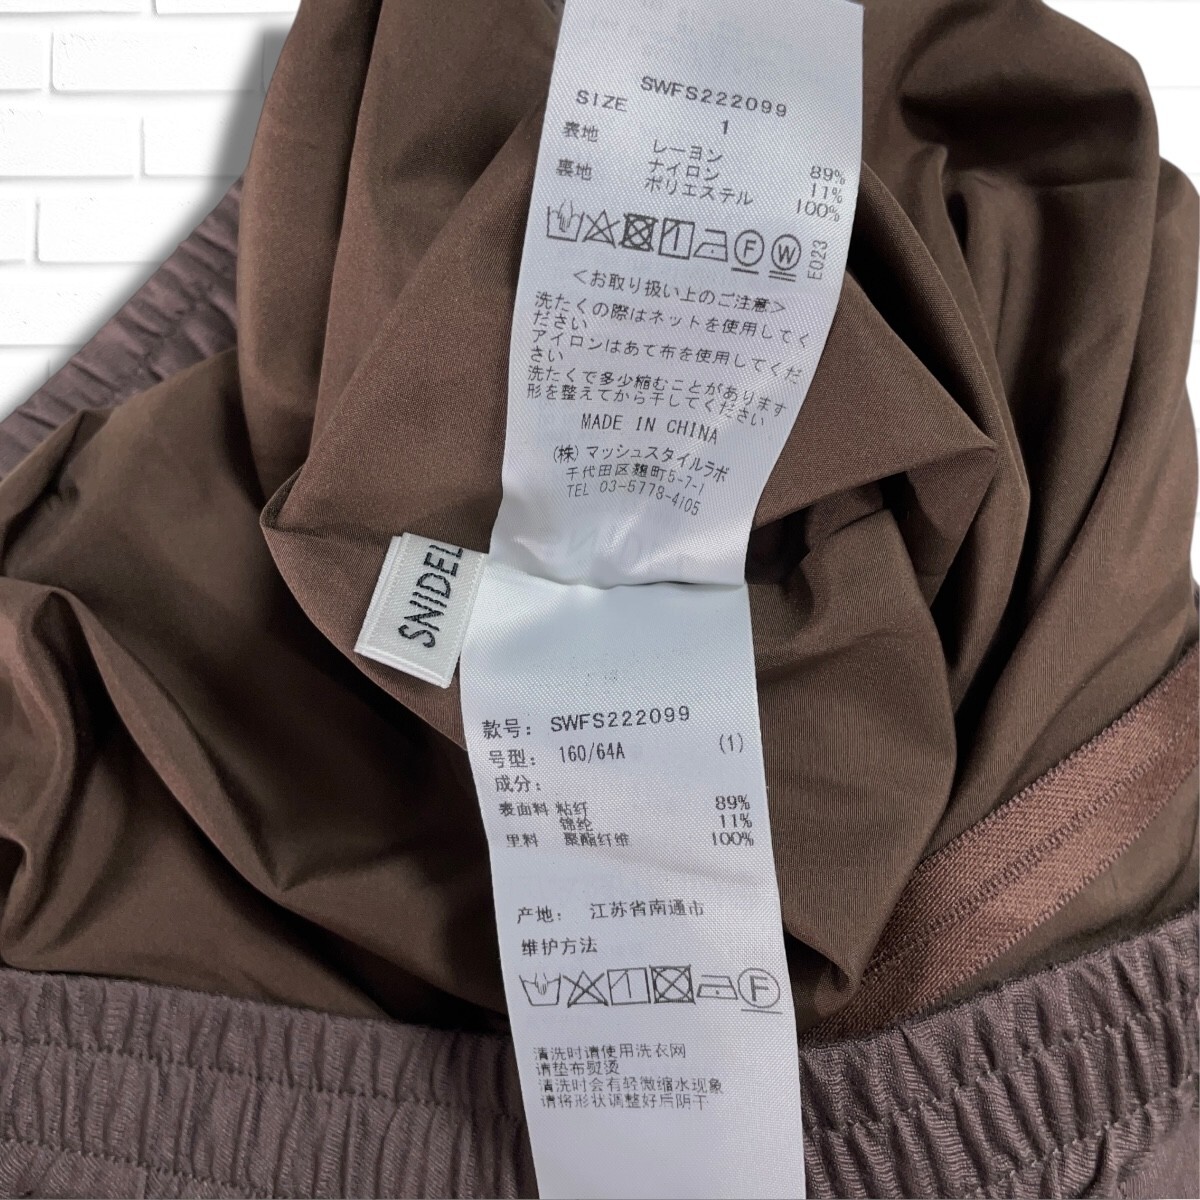 SWFS222099
SIZE 1
表地 レーヨン 89%
ナイロン 11%
裏地 ポリエステル 100%
F W E023
<お取り扱い上のご注意>
洗たくの際はネットを使用してく
ださい
アイロンはあて布を使用してくだ
さい
洗たくで多少縮むことがあります
形を整えてから干してください
MADE IN CHINA
(株)マッシュスタイルラボ
千代田区麹町5-7-1
TEL 03-5778-4105
SNIDEL
款号: SWFS222099
号型: 160/64A (1)
成分:
表面料 粘纤 89%
锦纶 11%
里料 聚酯纤维 100%
产地: 江苏省南通市
维护方法
F
清洗时请使用洗衣网
请垫布熨烫
清洗时会有轻微缩水现象
请将形状调整好后阴干